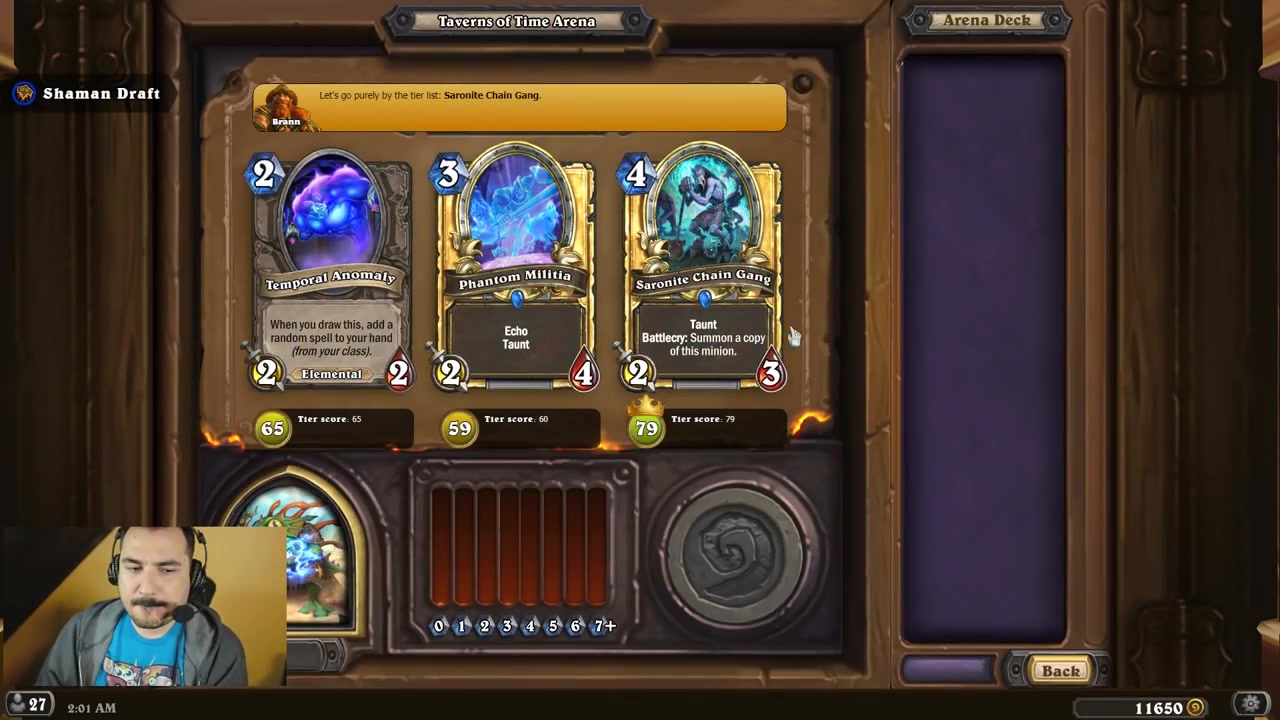 Taverns of Time Arena
Arena Deck
Shaman Draft
Let's go purely by the tier list: Saronite Chain Gang.
Brann
2
3
4
Temporal Anomaly
Phantom Militia
Saronite Chain Gang
When you draw this, add a
random spell to your hand
(from your class).
Echo
Taunt
Taunt
Battlecry: Summon a copy
of this minion.
2
Elemental
2
2
4
2
3
65
Tier score: 65
59
Tier score: 60
79
Tier score: 79
0 1 2 3 4 5 6 7+
Back
27
2:01 AM
11650